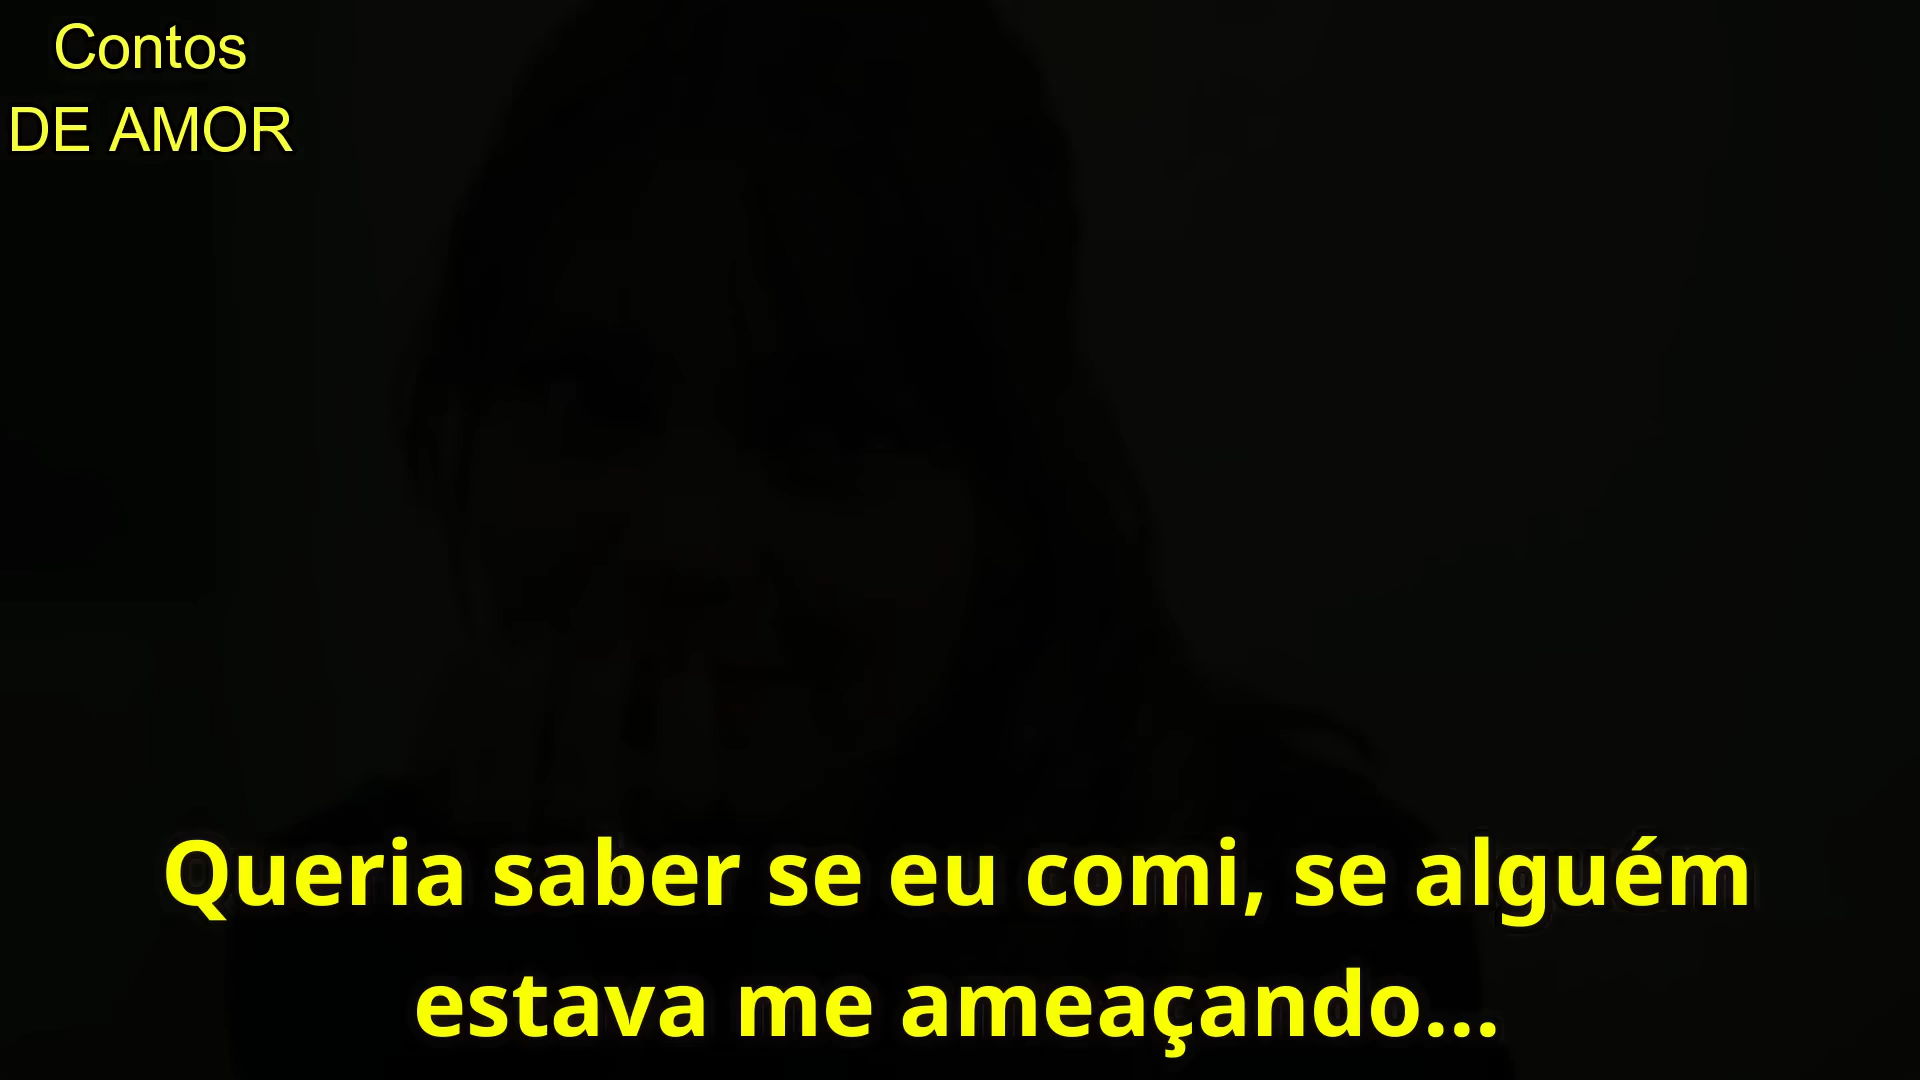 Contos
DE AMOR
Queria saber se eu comi, se alguém
estava me ameaçando...